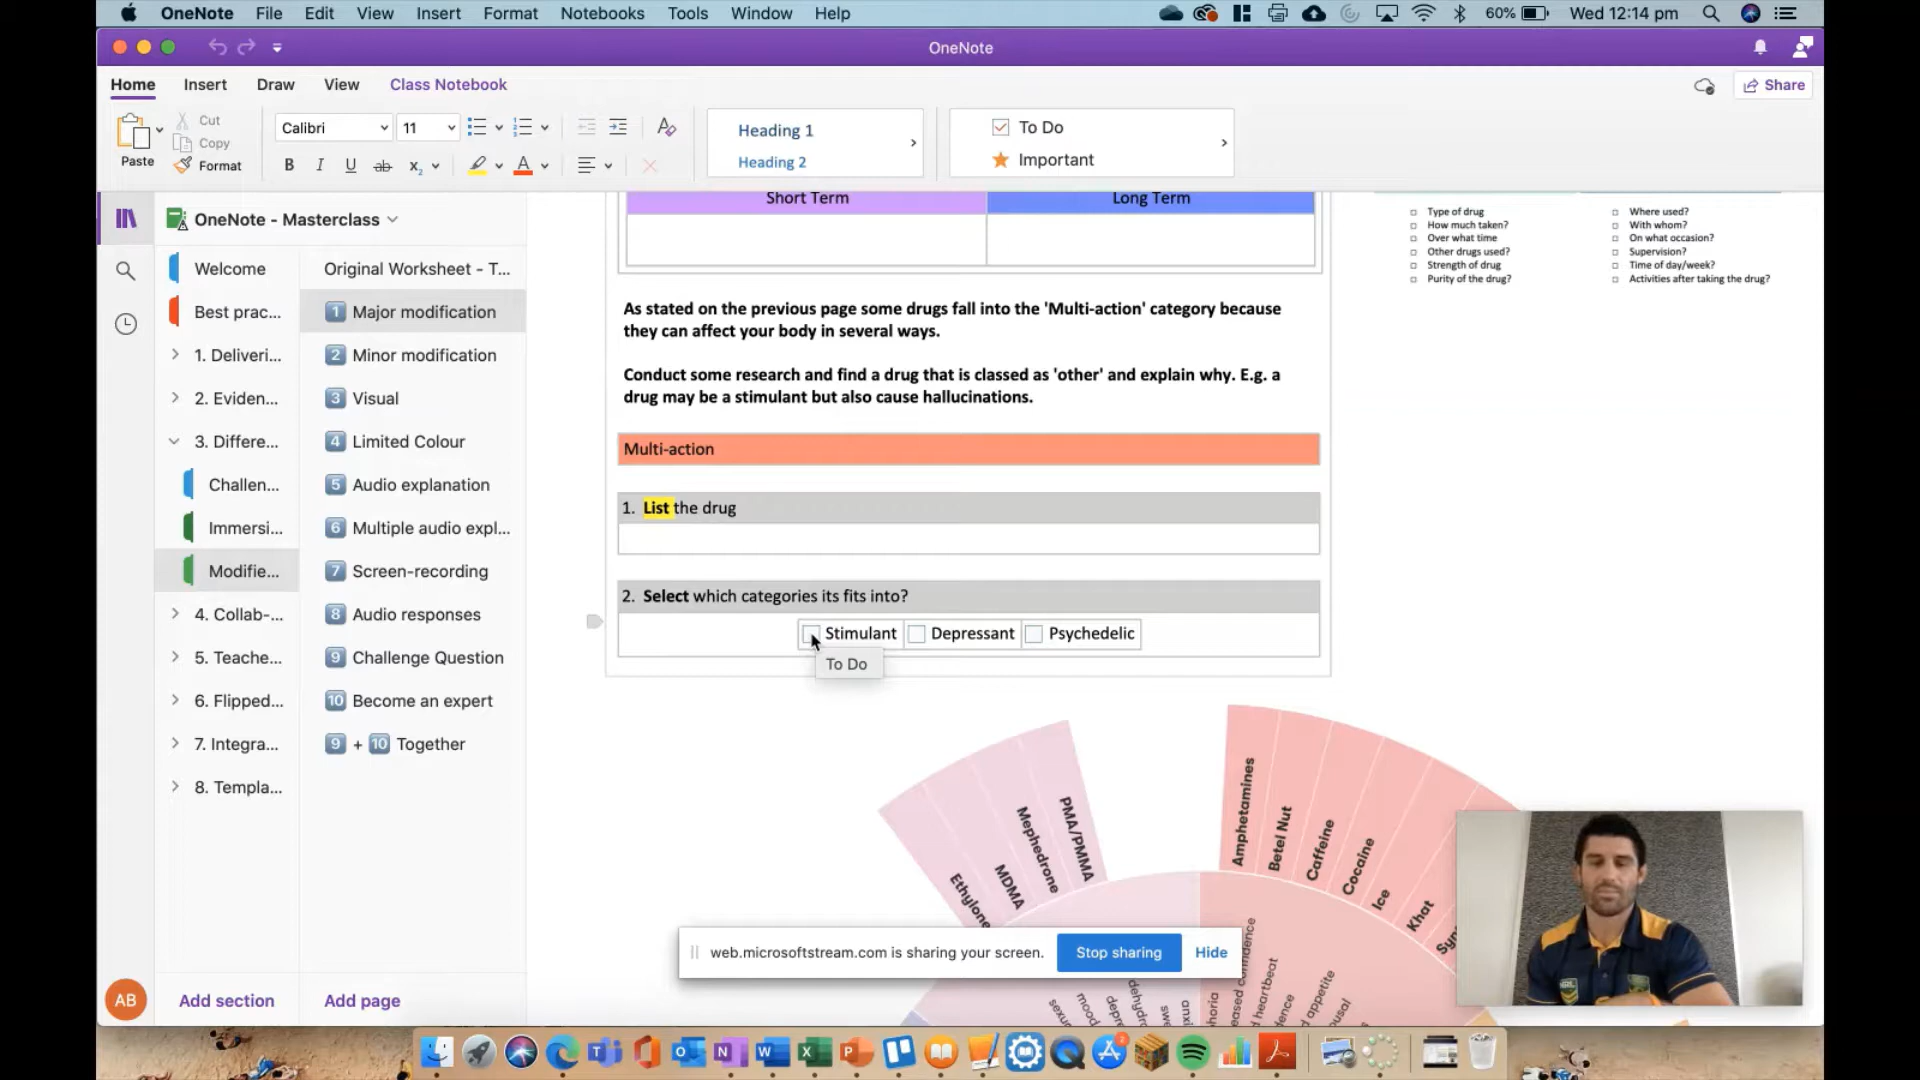 OneNote File Edit View Insert Format Notebooks Tools Window Help
60% Wed 12:14 pm
OneNote
Home Insert Draw View Class Notebook
Share
Paste
Cut
Copy
Format
Calibri 11
B I U ab x₂ A
Heading 1
Heading 2
To Do
Important
OneNote - Masterclass
Welcome
Best prac...
1. Deliveri...
2. Eviden...
3. Differe...
Challen...
Immersi...
Modifie...
4. Collab-...
5. Teache...
6. Flipped...
7. Integra...
8. Templa...
Add section
AB
Original Worksheet - T...
1 Major modification
2 Minor modification
3 Visual
4 Limited Colour
5 Audio explanation
6 Multiple audio expl...
7 Screen-recording
8 Audio responses
9 Challenge Question
10 Become an expert
9 + 10 Together
Add page
Short Term Long Term
As stated on the previous page some drugs fall into the 'Multi-action' category because
they can affect your body in several ways.
Conduct some research and find a drug that is classed as 'other' and explain why. E.g. a
drug may be a stimulant but also cause hallucinations.
Multi-action
1. List the drug
2. Select which categories its fits into?
Stimulant Depressant Psychedelic
To Do
Type of drug
How much taken?
Over what time
Other drugs used?
Strength of drug
Purity of the drug?
Where used?
With whom?
On what occasion?
Supervision?
Time of day/week?
Activities after taking the drug?
Ethylone
MDMA
Mephedrone
PMA/PMMA
Amphetamines
Betel Nut
Caffeine
Cocaine
Ice
Khat
web.microsoftstream.com is sharing your screen. Stop sharing Hide